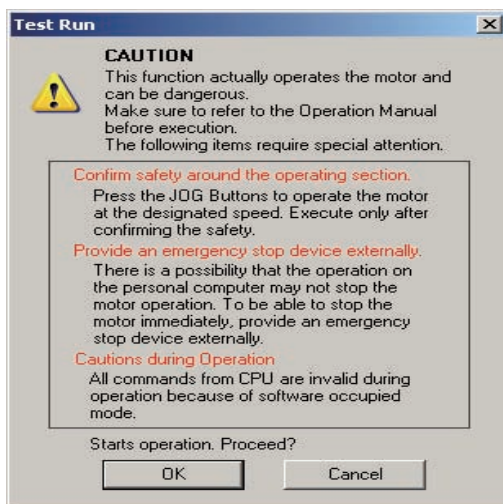 Test Run
CAUTION
This function actually operates the motor and
can be dangerous.
Make sure to refer to the Operation Manual
before execution.
The following items require special attention.
Confirm safety around the operating section.
Press the JOG Buttons to operate the motor
at the designated speed. Execute only after
confirming the safety.
Provide an emergency stop device externally.
There is a possibility that the operation on
the personal computer may not stop the
motor operation. To be able to stop the
motor immediately, provide an emergency
stop device externally.
Cautions during Operation
All commands from CPU are invalid during
operation because of software occupied
mode.
Starts operation. Proceed?
OK
Cancel